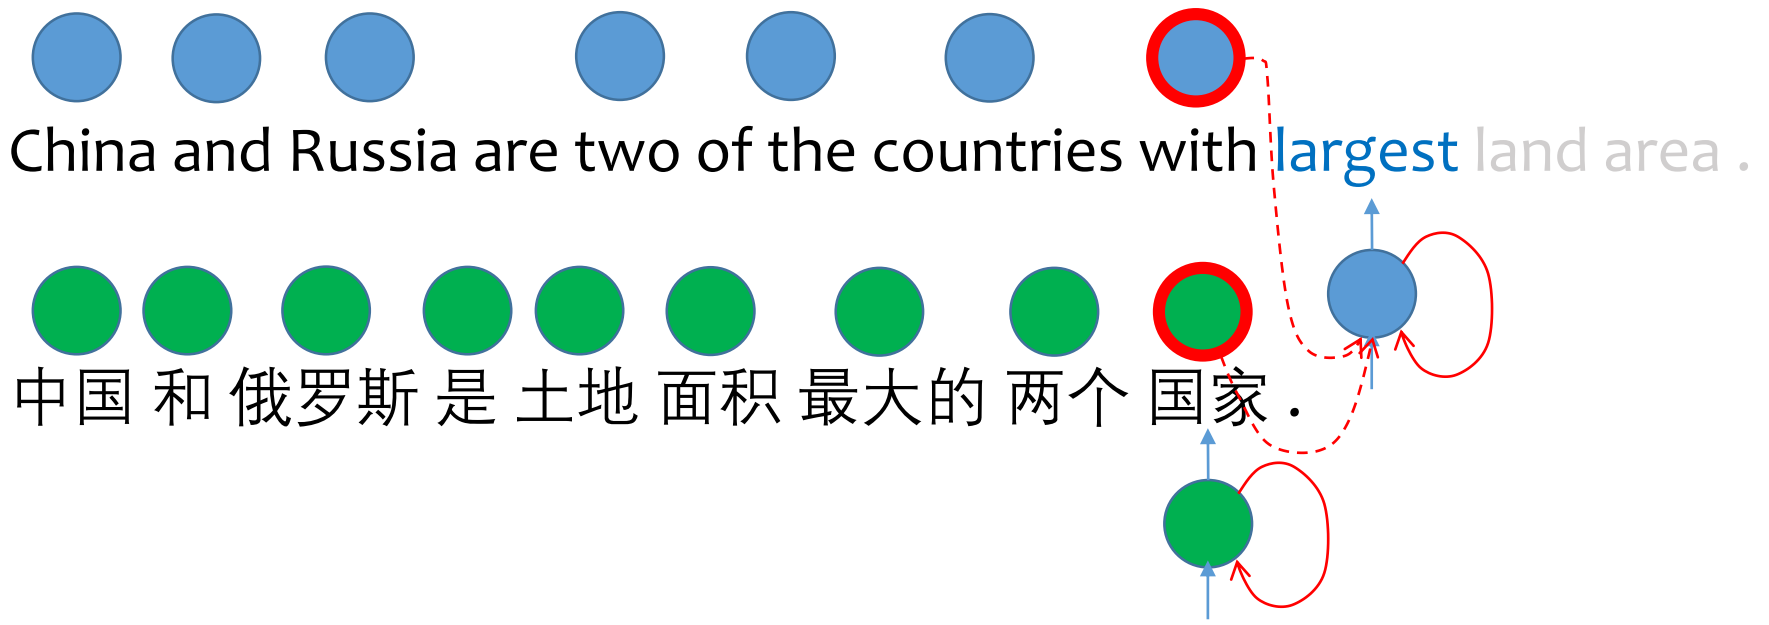 China and Russia are two of the countries with largest land area .
中国 和 俄罗斯 是 土地 面积 最大的 两个 国家 .